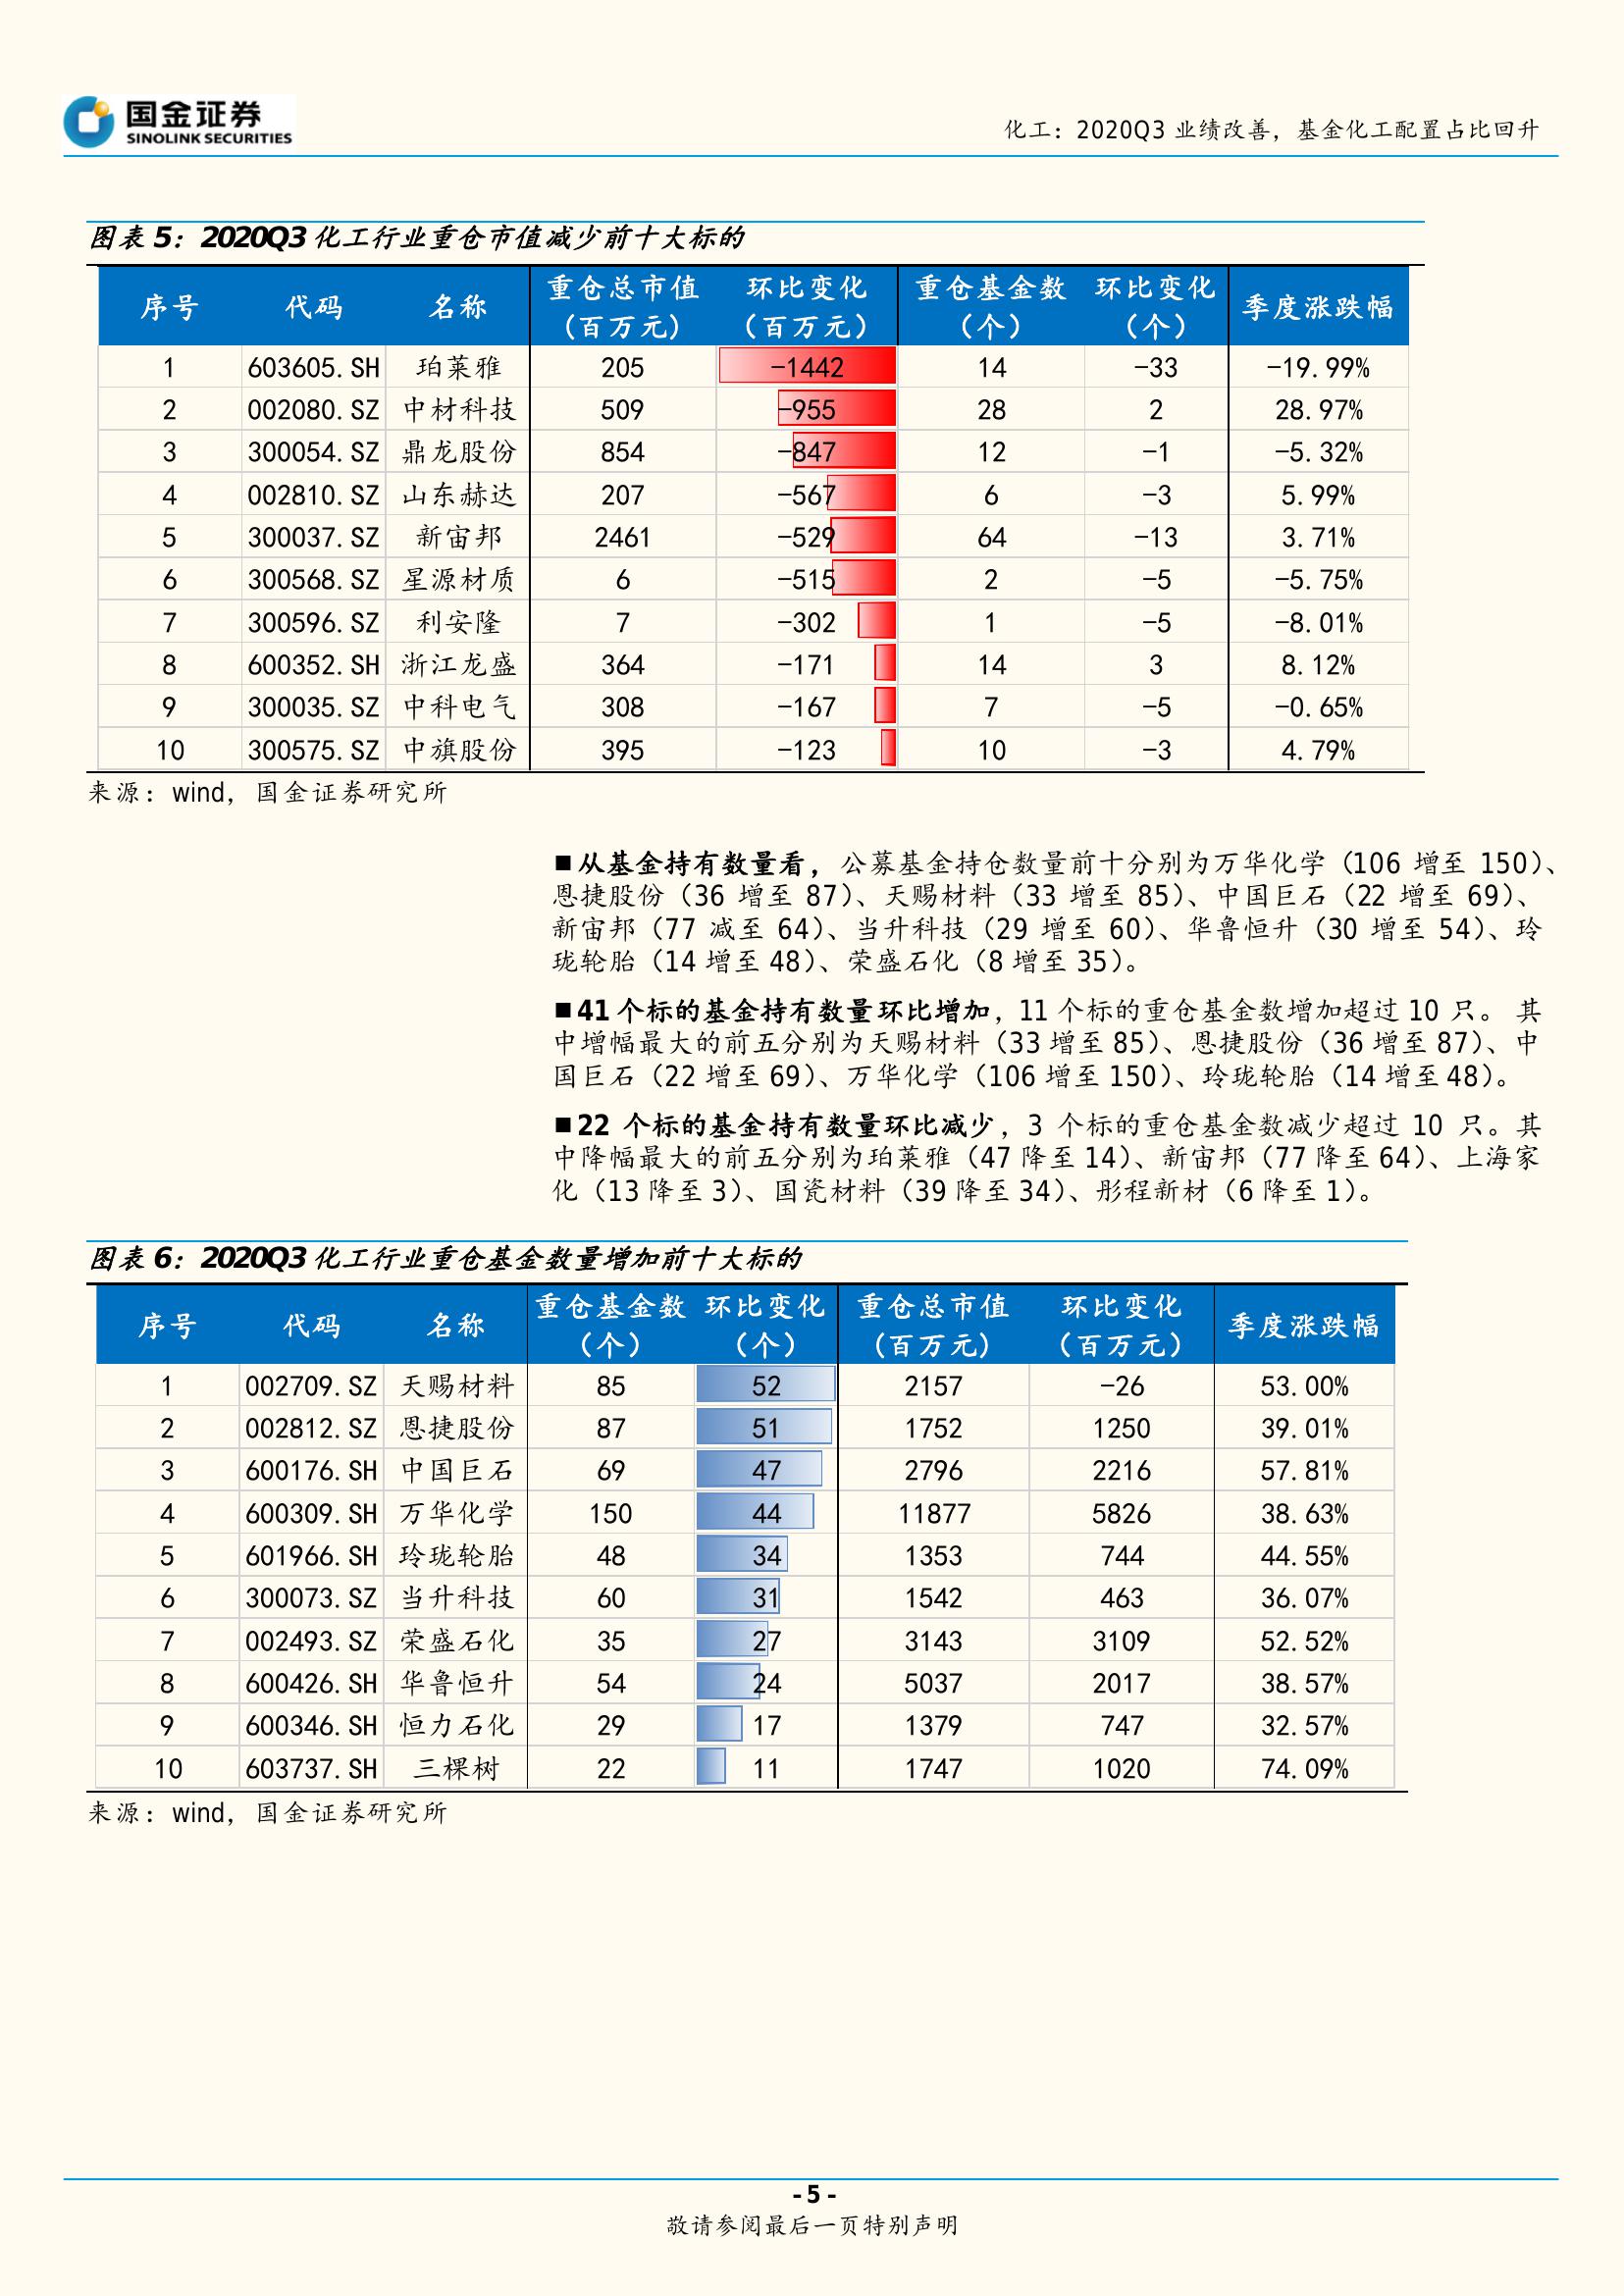 国金证券
SINOLINK SECURITIES
化工：2020Q3 业绩改善，基金化工配置占比回升
图表 5：2020Q3 化工行业重仓市值减少前十大标的
序号 代码 名称 重仓总市值（百万元） 环比变化（百万元） 重仓基金数（个） 环比变化（个） 季度涨跌幅
1 603605.SH 珀莱雅 205 -1442 14 -33 -19.99%
2 002080.SZ 中材科技 509 -955 28 2 28.97%
3 300054.SZ 鼎龙股份 854 -847 12 -1 -5.32%
4 002810.SZ 山东赫达 207 -567 6 -3 5.99%
5 300037.SZ 新宙邦 2461 -529 64 -13 3.71%
6 300568.SZ 星源材质 6 -515 2 -5 -5.75%
7 300596.SZ 利安隆 7 -302 1 -5 -8.01%
8 600352.SH 浙江龙盛 364 -171 14 3 8.12%
9 300035.SZ 中科电气 308 -167 7 -5 -0.65%
10 300575.SZ 中旗股份 395 -123 10 -3 4.79%
来源：wind，国金证券研究所
■从基金持有数量看，公募基金持仓数量前十分别为万华化学（106 增至 150）、
恩捷股份（36 增至 87）、天赐材料（33 增至 85）、中国巨石（22 增至 69）、
新宙邦（77 减至 64）、当升科技（29 增至 60）、华鲁恒升（30 增至 54）、玲
珑轮胎（14 增至 48）、荣盛石化（8 增至 35）。
■41 个标的基金持有数量环比增加，11 个标的重仓基金数增加超过 10 只。 其
中增幅最大的前五分别为天赐材料（33 增至 85）、恩捷股份（36 增至 87）、中
国巨石（22 增至 69）、万华化学（106 增至 150）、玲珑轮胎（14 增至 48）。
■22 个标的基金持有数量环比减少，3 个标的重仓基金数减少超过 10 只。其
中降幅最大的前五分别为珀莱雅（47 降至 14）、新宙邦（77 降至 64）、上海家
化（13 降至 3）、国瓷材料（39 降至 34）、彤程新材（6 降至 1）。
图表 6：2020Q3 化工行业重仓基金数量增加前十大标的
序号 代码 名称 重仓基金数（个） 环比变化（个） 重仓总市值（百万元） 环比变化（百万元） 季度涨跌幅
1 002709.SZ 天赐材料 85 52 2157 -26 53.00%
2 002812.SZ 恩捷股份 87 51 1752 1250 39.01%
3 600176.SH 中国巨石 69 47 2796 2216 57.81%
4 600309.SH 万华化学 150 44 11877 5826 38.63%
5 601966.SH 玲珑轮胎 48 34 1353 744 44.55%
6 300073.SZ 当升科技 60 31 1542 463 36.07%
7 002493.SZ 荣盛石化 35 27 3143 3109 52.52%
8 600426.SH 华鲁恒升 54 24 5037 2017 38.57%
9 600346.SH 恒力石化 29 17 1379 747 32.57%
10 603737.SH 三棵树 22 11 1747 1020 74.09%
来源：wind，国金证券研究所
- 5 -
敬请参阅最后一页特别声明